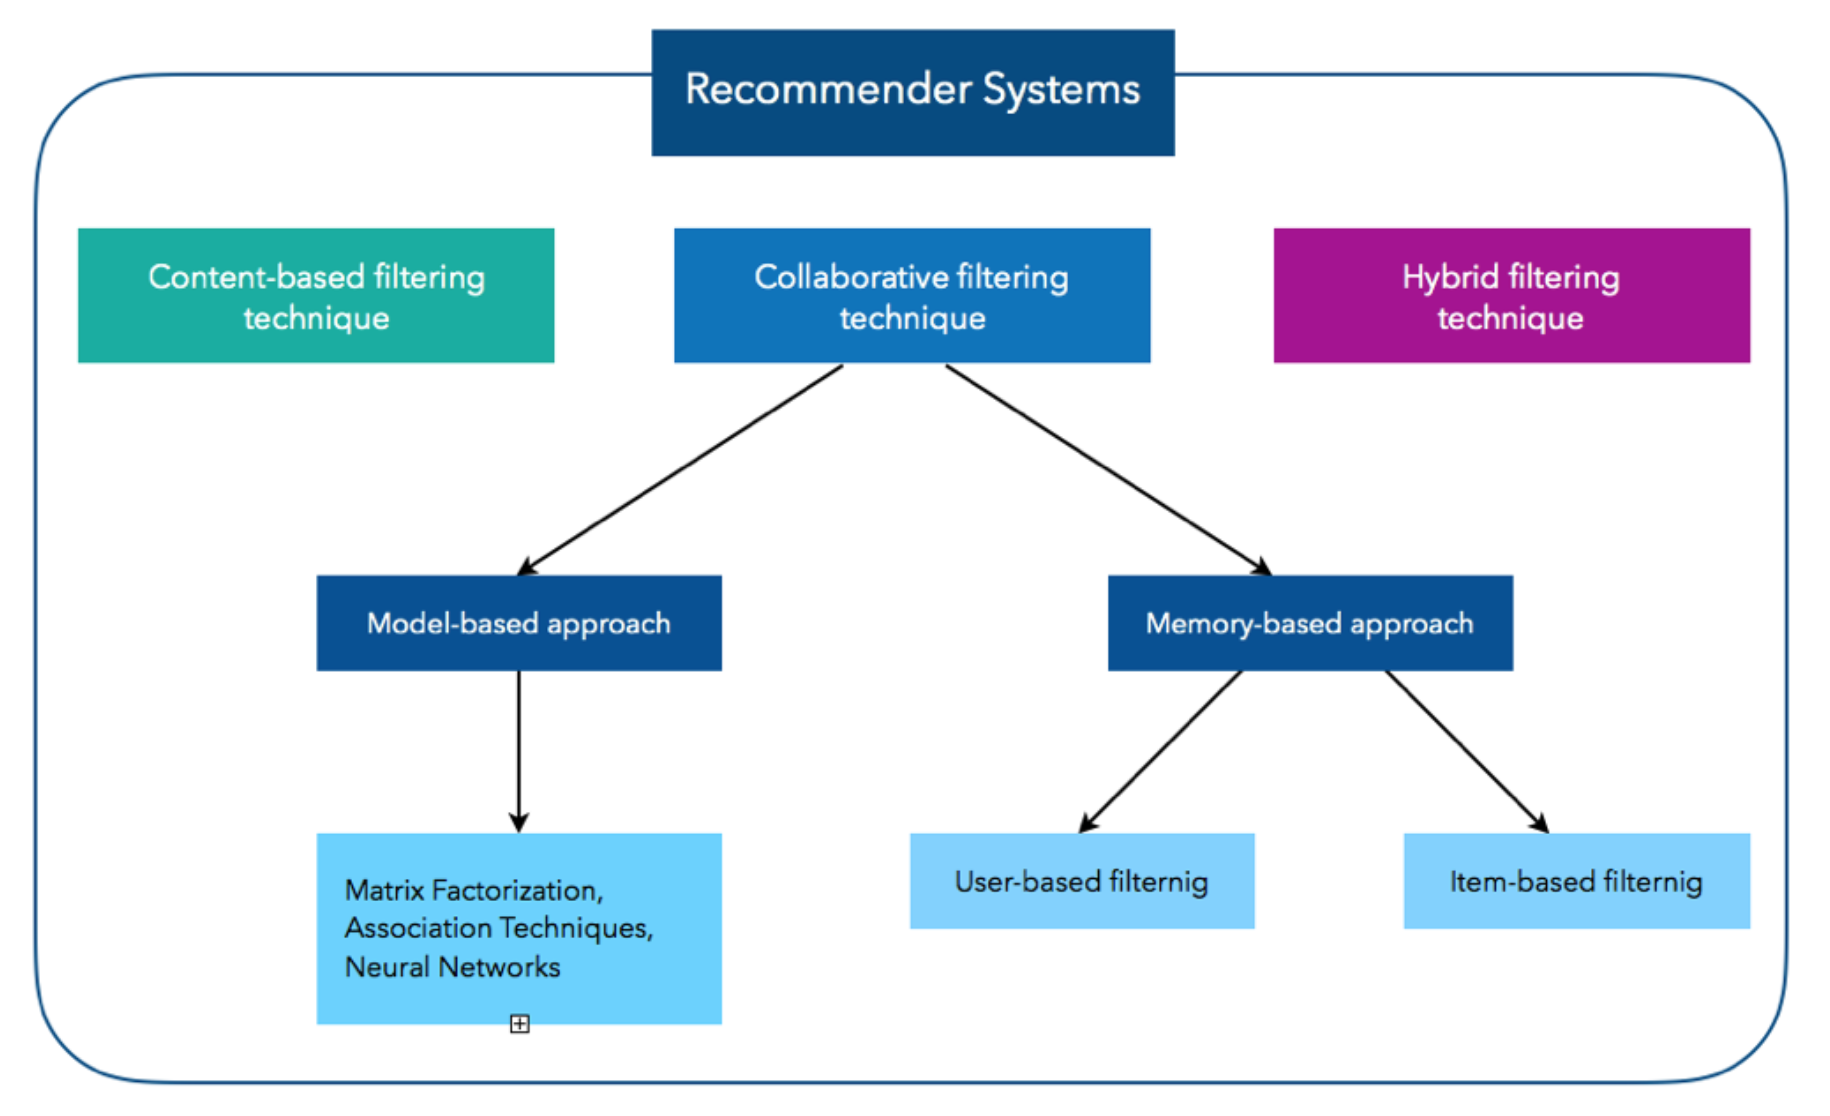 Recommender Systems
Content-based filtering
technique
Collaborative filtering
technique
Hybrid filtering
technique
Model-based approach
Memory-based approach
Matrix Factorization,
Association Techniques,
Neural Networks
User-based filternig
Item-based filternig